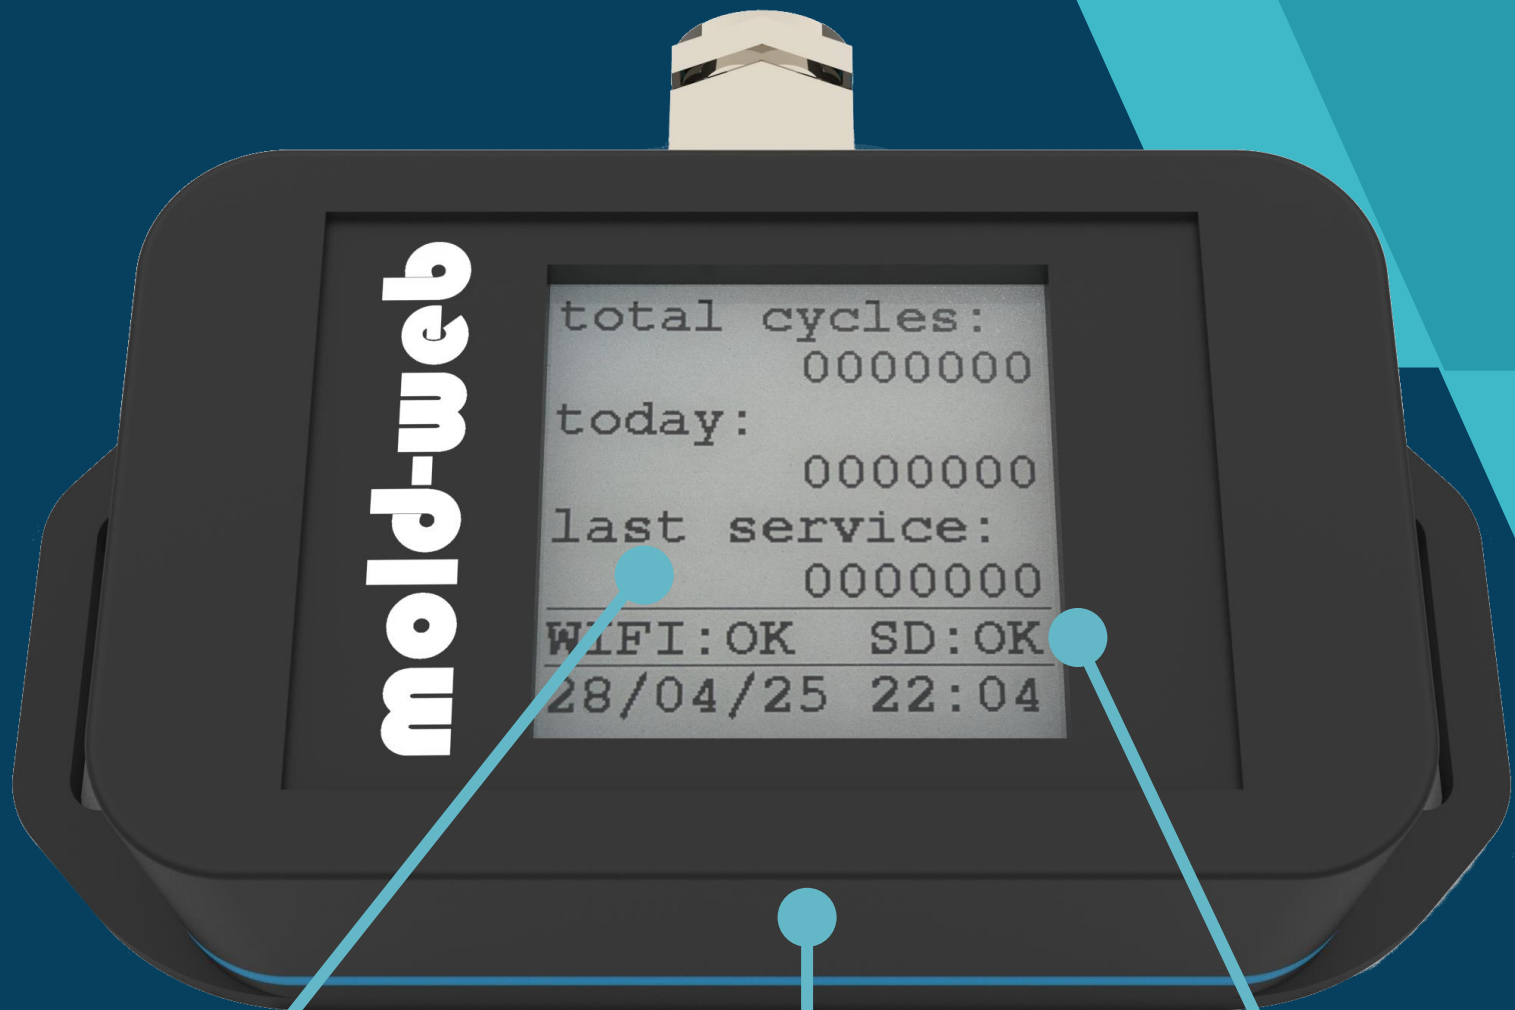 mold-web
total cycles:
0000000
today:
0000000
last service:
0000000
WIFI:OK SD:OK
28/04/25 22:04